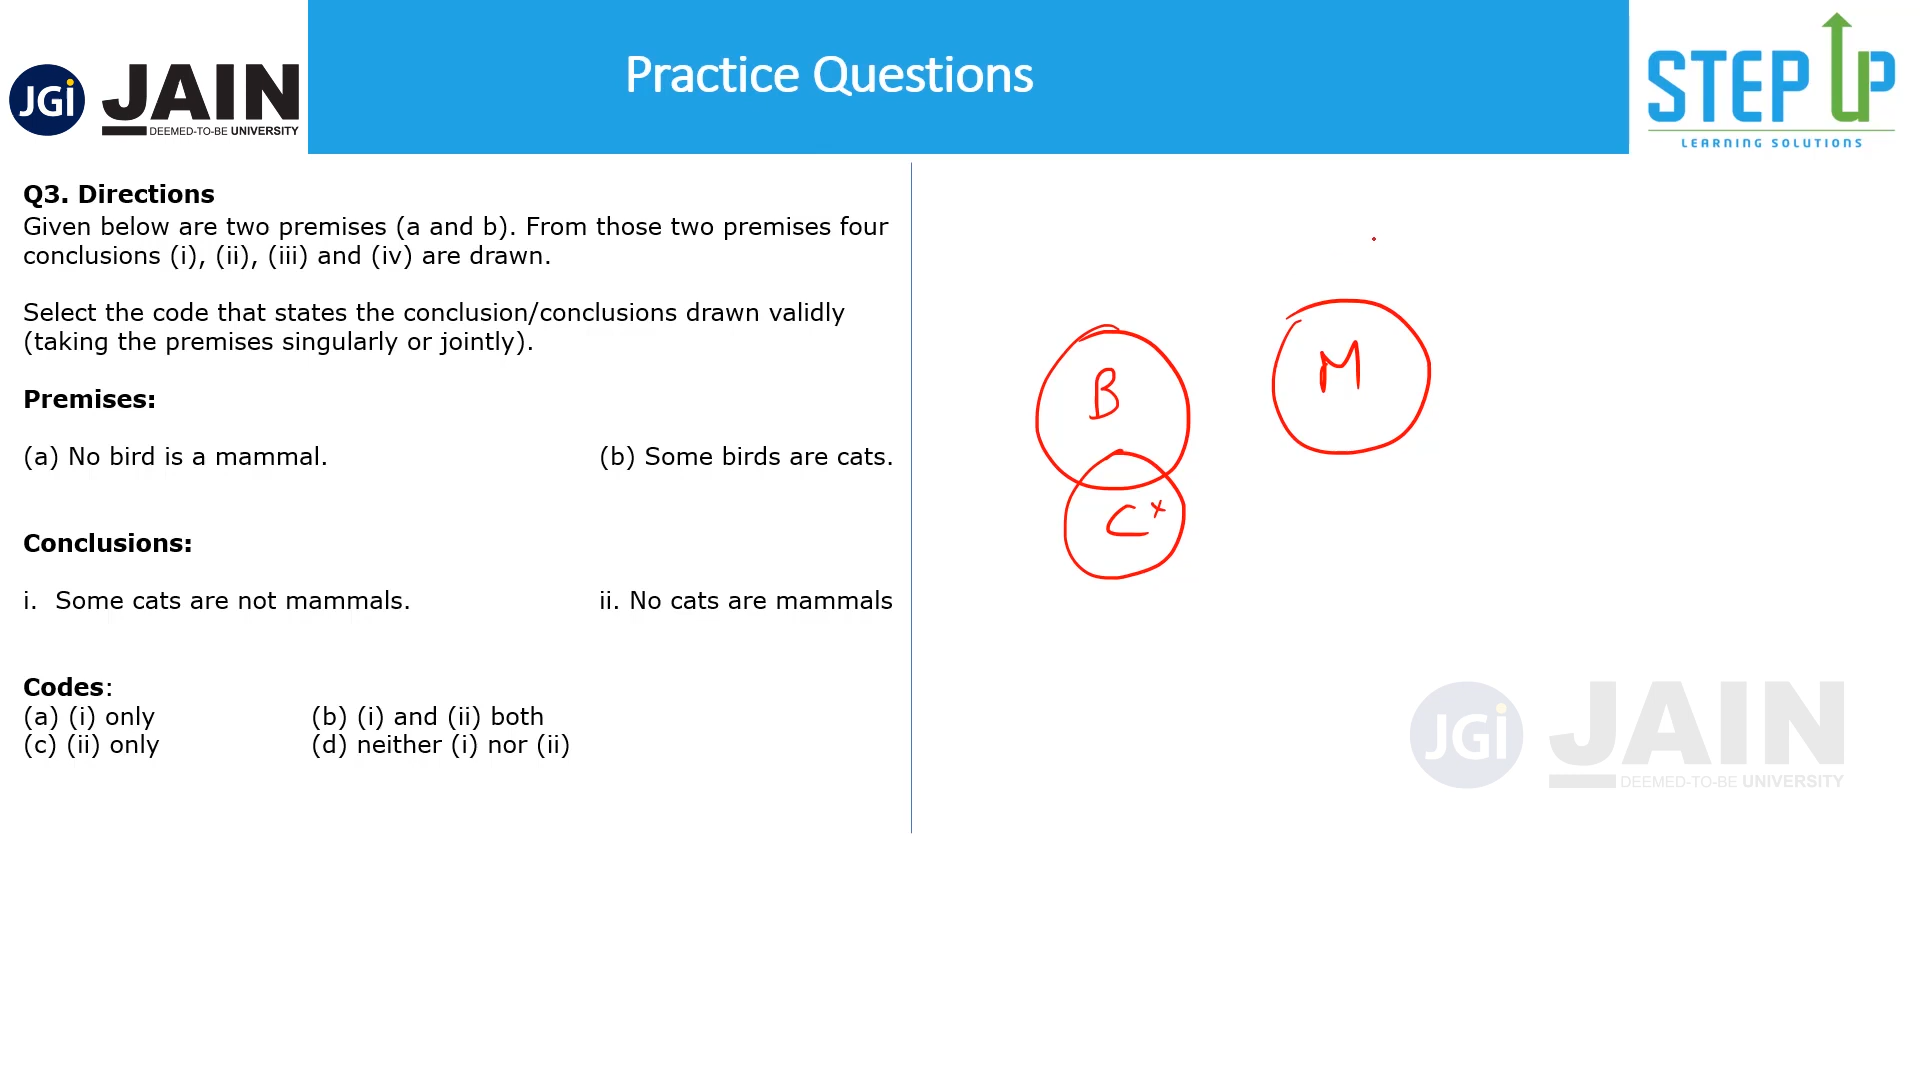 JGi JAIN
DEEMED-TO-BE UNIVERSITY
Practice Questions
STEP UP
LEARNING SOLUTIONS
Q3. Directions
Given below are two premises (a and b). From those two premises four
conclusions (i), (ii), (iii) and (iv) are drawn.
Select the code that states the conclusion/conclusions drawn validly
(taking the premises singularly or jointly).
Premises:
(a) No bird is a mammal. (b) Some birds are cats.
Conclusions:
i. Some cats are not mammals. ii. No cats are mammals
Codes:
(a) (i) only (b) (i) and (ii) both
(c) (ii) only (d) neither (i) nor (ii)
B
M
C x
JGi JAIN
DEEMED-TO-BE UNIVERSITY